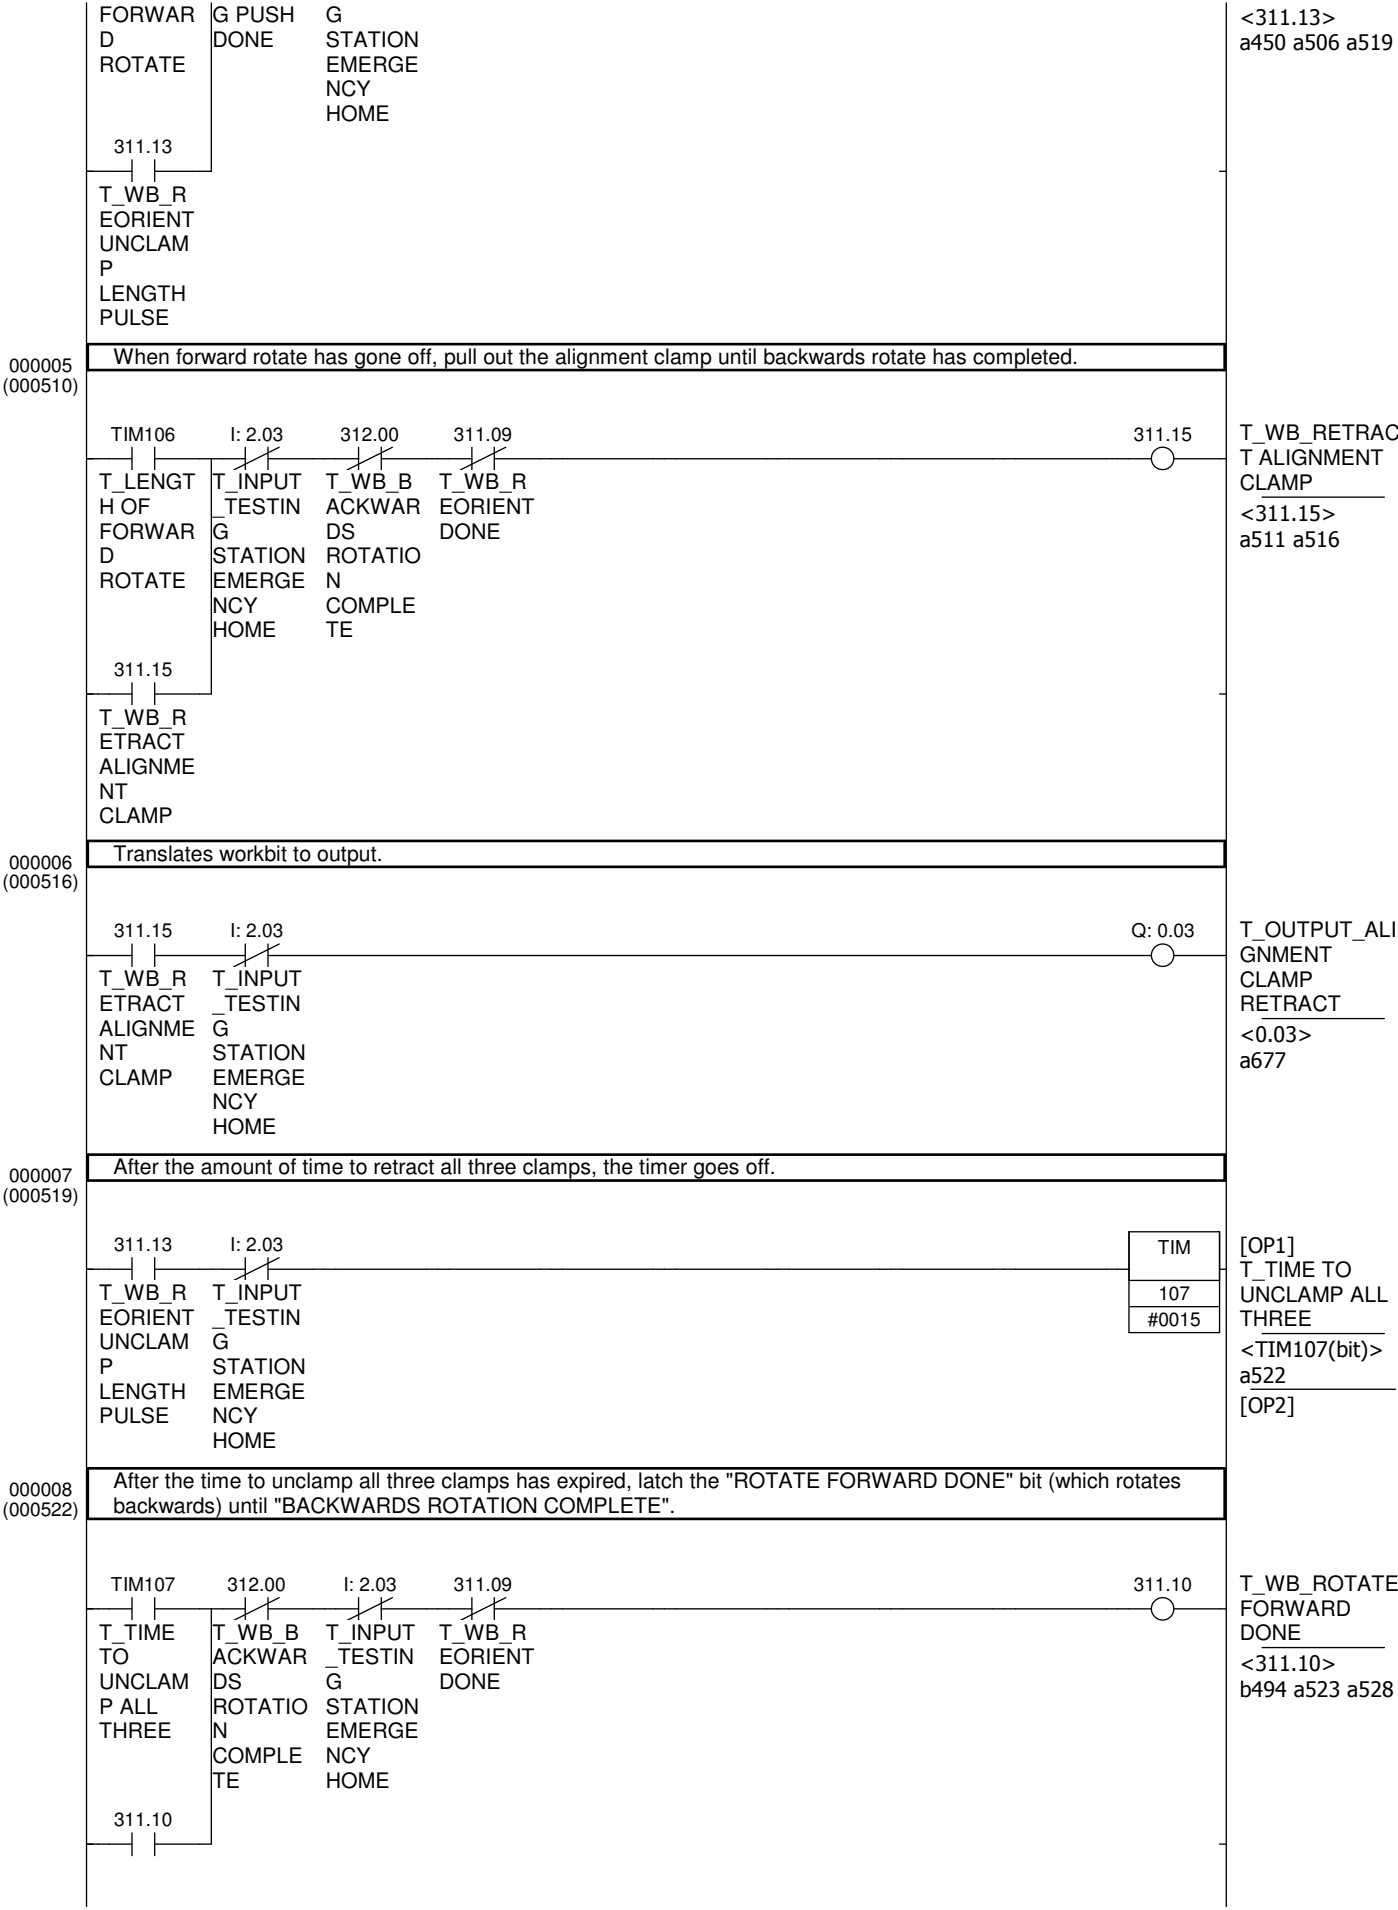 FORWAR G PUSH G
D DONE STATION
ROTATE EMERGE
NCY
HOME
<311.13>
a450 a506 a519
311.13
T_WB_R
EORIENT
UNCLAM
P
LENGTH
PULSE
000005
(000510)
When forward rotate has gone off, pull out the alignment clamp until backwards rotate has completed.
TIM106 I: 2.03 312.00 311.09 311.15
T_LENGT T_INPUT T_WB_B T_WB_R
H OF _TESTIN ACKWAR EORIENT
FORWAR G DS DONE
D STATION ROTATIO
ROTATE EMERGE N
NCY COMPLE
HOME TE
T_WB_RETRAC
T ALIGNMENT
CLAMP
<311.15>
a511 a516
311.15
T_WB_R
ETRACT
ALIGNME
NT
CLAMP
000006
(000516)
Translates workbit to output.
311.15 I: 2.03 Q: 0.03
T_WB_R T_INPUT
ETRACT _TESTIN
ALIGNME G
NT STATION
CLAMP EMERGE
NCY
HOME
T_OUTPUT_ALI
GNMENT
CLAMP
RETRACT
<0.03>
a677
000007
(000519)
After the amount of time to retract all three clamps, the timer goes off.
311.13 I: 2.03 TIM
107
#0015
T_WB_R T_INPUT
EORIENT _TESTIN
UNCLAM G
P STATION
LENGTH EMERGE
PULSE NCY
HOME
[OP1]
T_TIME TO
UNCLAMP ALL
THREE
<TIM107(bit)>
a522
[OP2]
000008
(000522)
After the time to unclamp all three clamps has expired, latch the "ROTATE FORWARD DONE" bit (which rotates
backwards) until "BACKWARDS ROTATION COMPLETE".
TIM107 312.00 I: 2.03 311.09 311.10
T_TIME T_WB_B T_INPUT T_WB_R
TO ACKWAR _TESTIN EORIENT
UNCLAM DS G DONE
P ALL ROTATIO STATION
THREE N EMERGE
COMPLE NCY
TE HOME
T_WB_ROTATE
FORWARD
DONE
<311.10>
b494 a523 a528
311.10